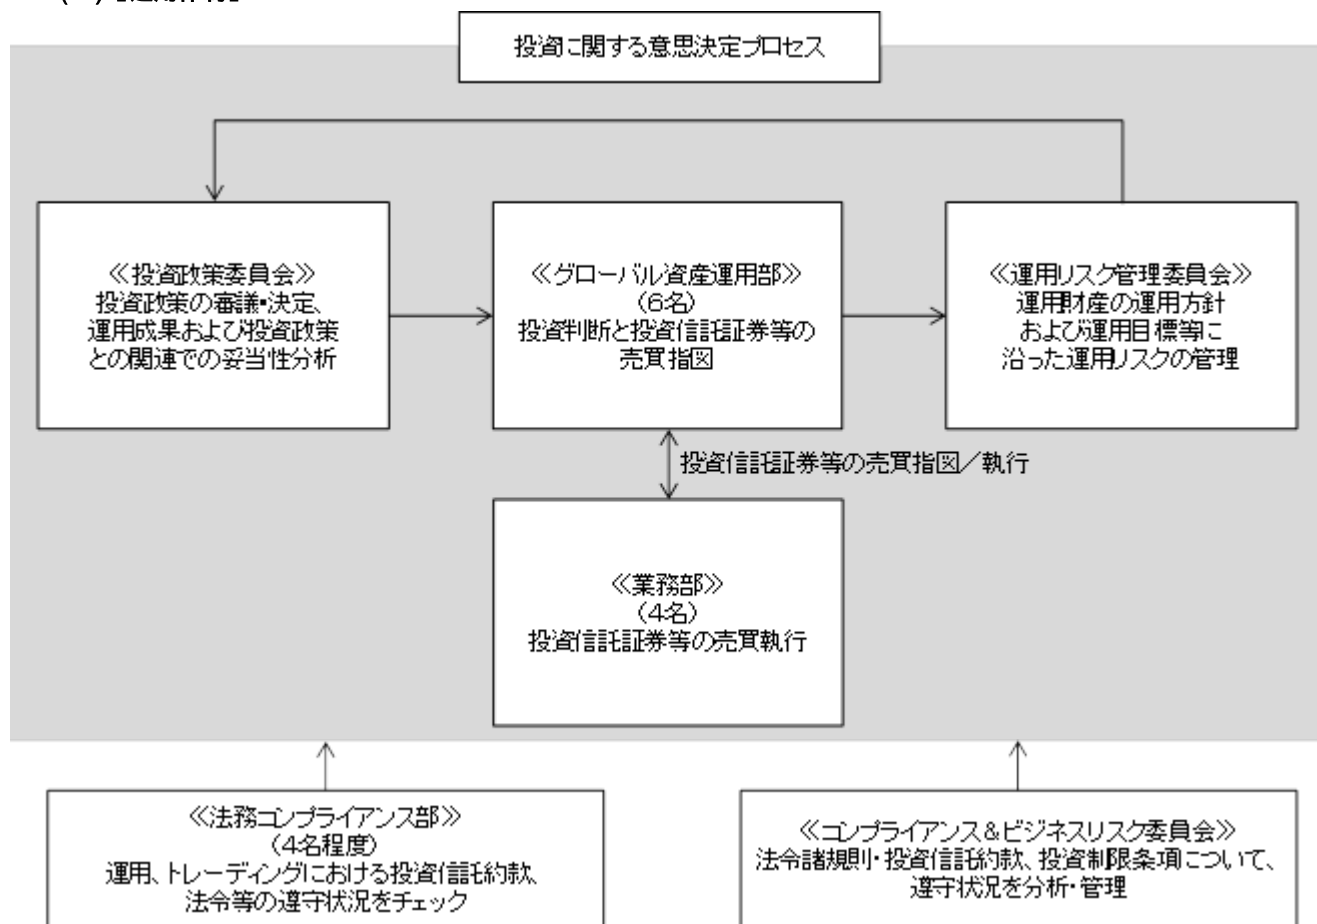 投資に関する意思決定プロセス
≪投資政策委員会≫
投資政策の審議・決定、
運用成果および投資政策
との関連での妥当性分析
≪グローバル資産運用部≫
(6名)
投資判断と投資信託証券等の
売買指図
≪運用リスク管理委員会≫
運用財産の運用方針
および運用目標等に
沿った運用リスクの管理
投資信託証券等の売買指図／執行
≪業務部≫
(4名)
投資信託証券等の売買執行
≪法務コンプライアンス部≫
(4名程度)
運用、トレーディングにおける投資信託約款、
法令等の遵守状況をチェック
≪コンプライアンス＆ビジネスリスク委員会≫
法令諸規則・投資信託約款、投資制限条項について、
遵守状況を分析・管理